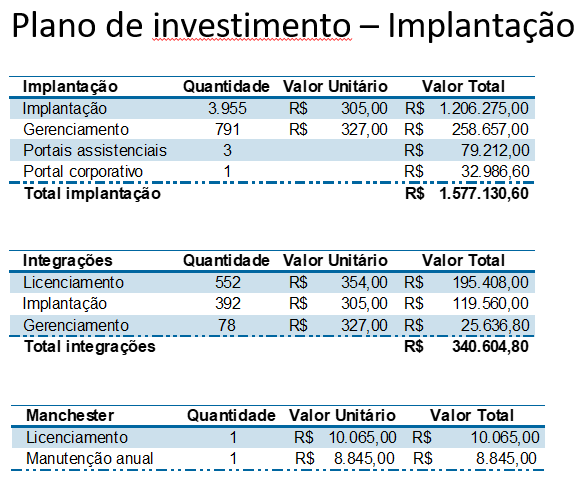 Plano de investimento – Implantação
Implantação Quantidade Valor Unitário Valor Total
Implantação 3.955 R$ 305,00 R$ 1.206.275,00
Gerenciamento 791 R$ 327,00 R$ 258.657,00
Portais assistenciais 3 R$ 79.212,00
Portal corporativo 1 R$ 32.986,60
Total implantação R$ 1.577.130,60
Integrações Quantidade Valor Unitário Valor Total
Licenciamento 552 R$ 354,00 R$ 195.408,00
Implantação 392 R$ 305,00 R$ 119.560,00
Gerenciamento 78 R$ 327,00 R$ 25.636,80
Total integrações R$ 340.604,80
Manchester Quantidade Valor Unitário Valor Total
Licenciamento 1 R$ 10.065,00 R$ 10.065,00
Manutenção anual 1 R$ 8.845,00 R$ 8.845,00